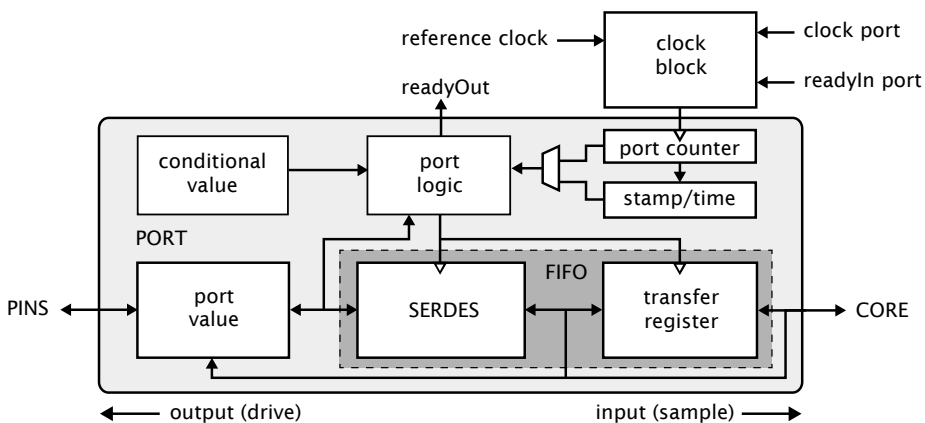 reference clock
clock
block
clock port
readyIn port
readyOut
conditional
value
port
logic
port counter
stamp/time
PORT
FIFO
PINS
port
value
SERDES
transfer
register
CORE
output (drive)
input (sample)